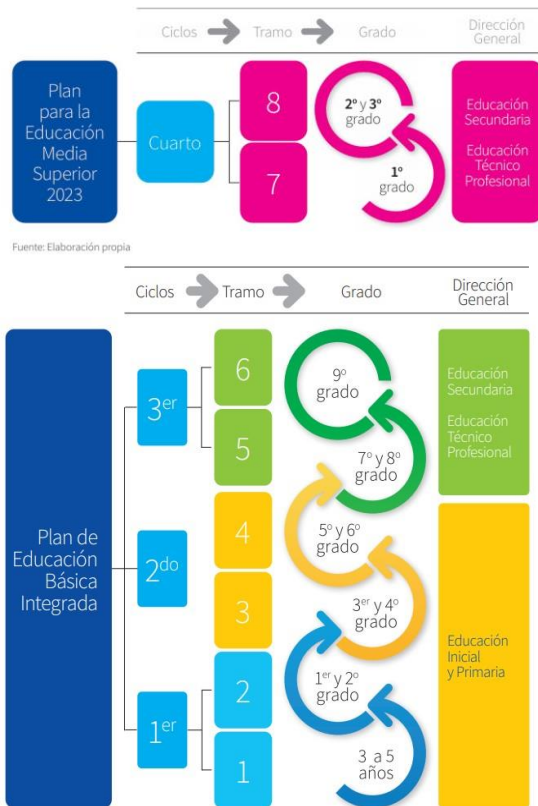 Ciclos Tramo Grado Dirección
General
Plan
para la
Educación
Media
Superior
2023
Cuarto
8
7
2º y 3º
grado
1º
grado
Educación
Secundaria
Educación
Técnico
Profesional
Fuente: Elaboración propia
Ciclos Tramo Grado Dirección
General
Plan de
Educación
Básica
Integrada
3er
2do
1er
6
5
4
3
2
1
9º
grado
7º y 8º
grado
5º y 6º
grado
3er y 4º
grado
1er y 2º
grado
3 a 5
años
Educación
Secundaria
Educación
Técnico
Profesional
Educación
Inicial
y Primaria